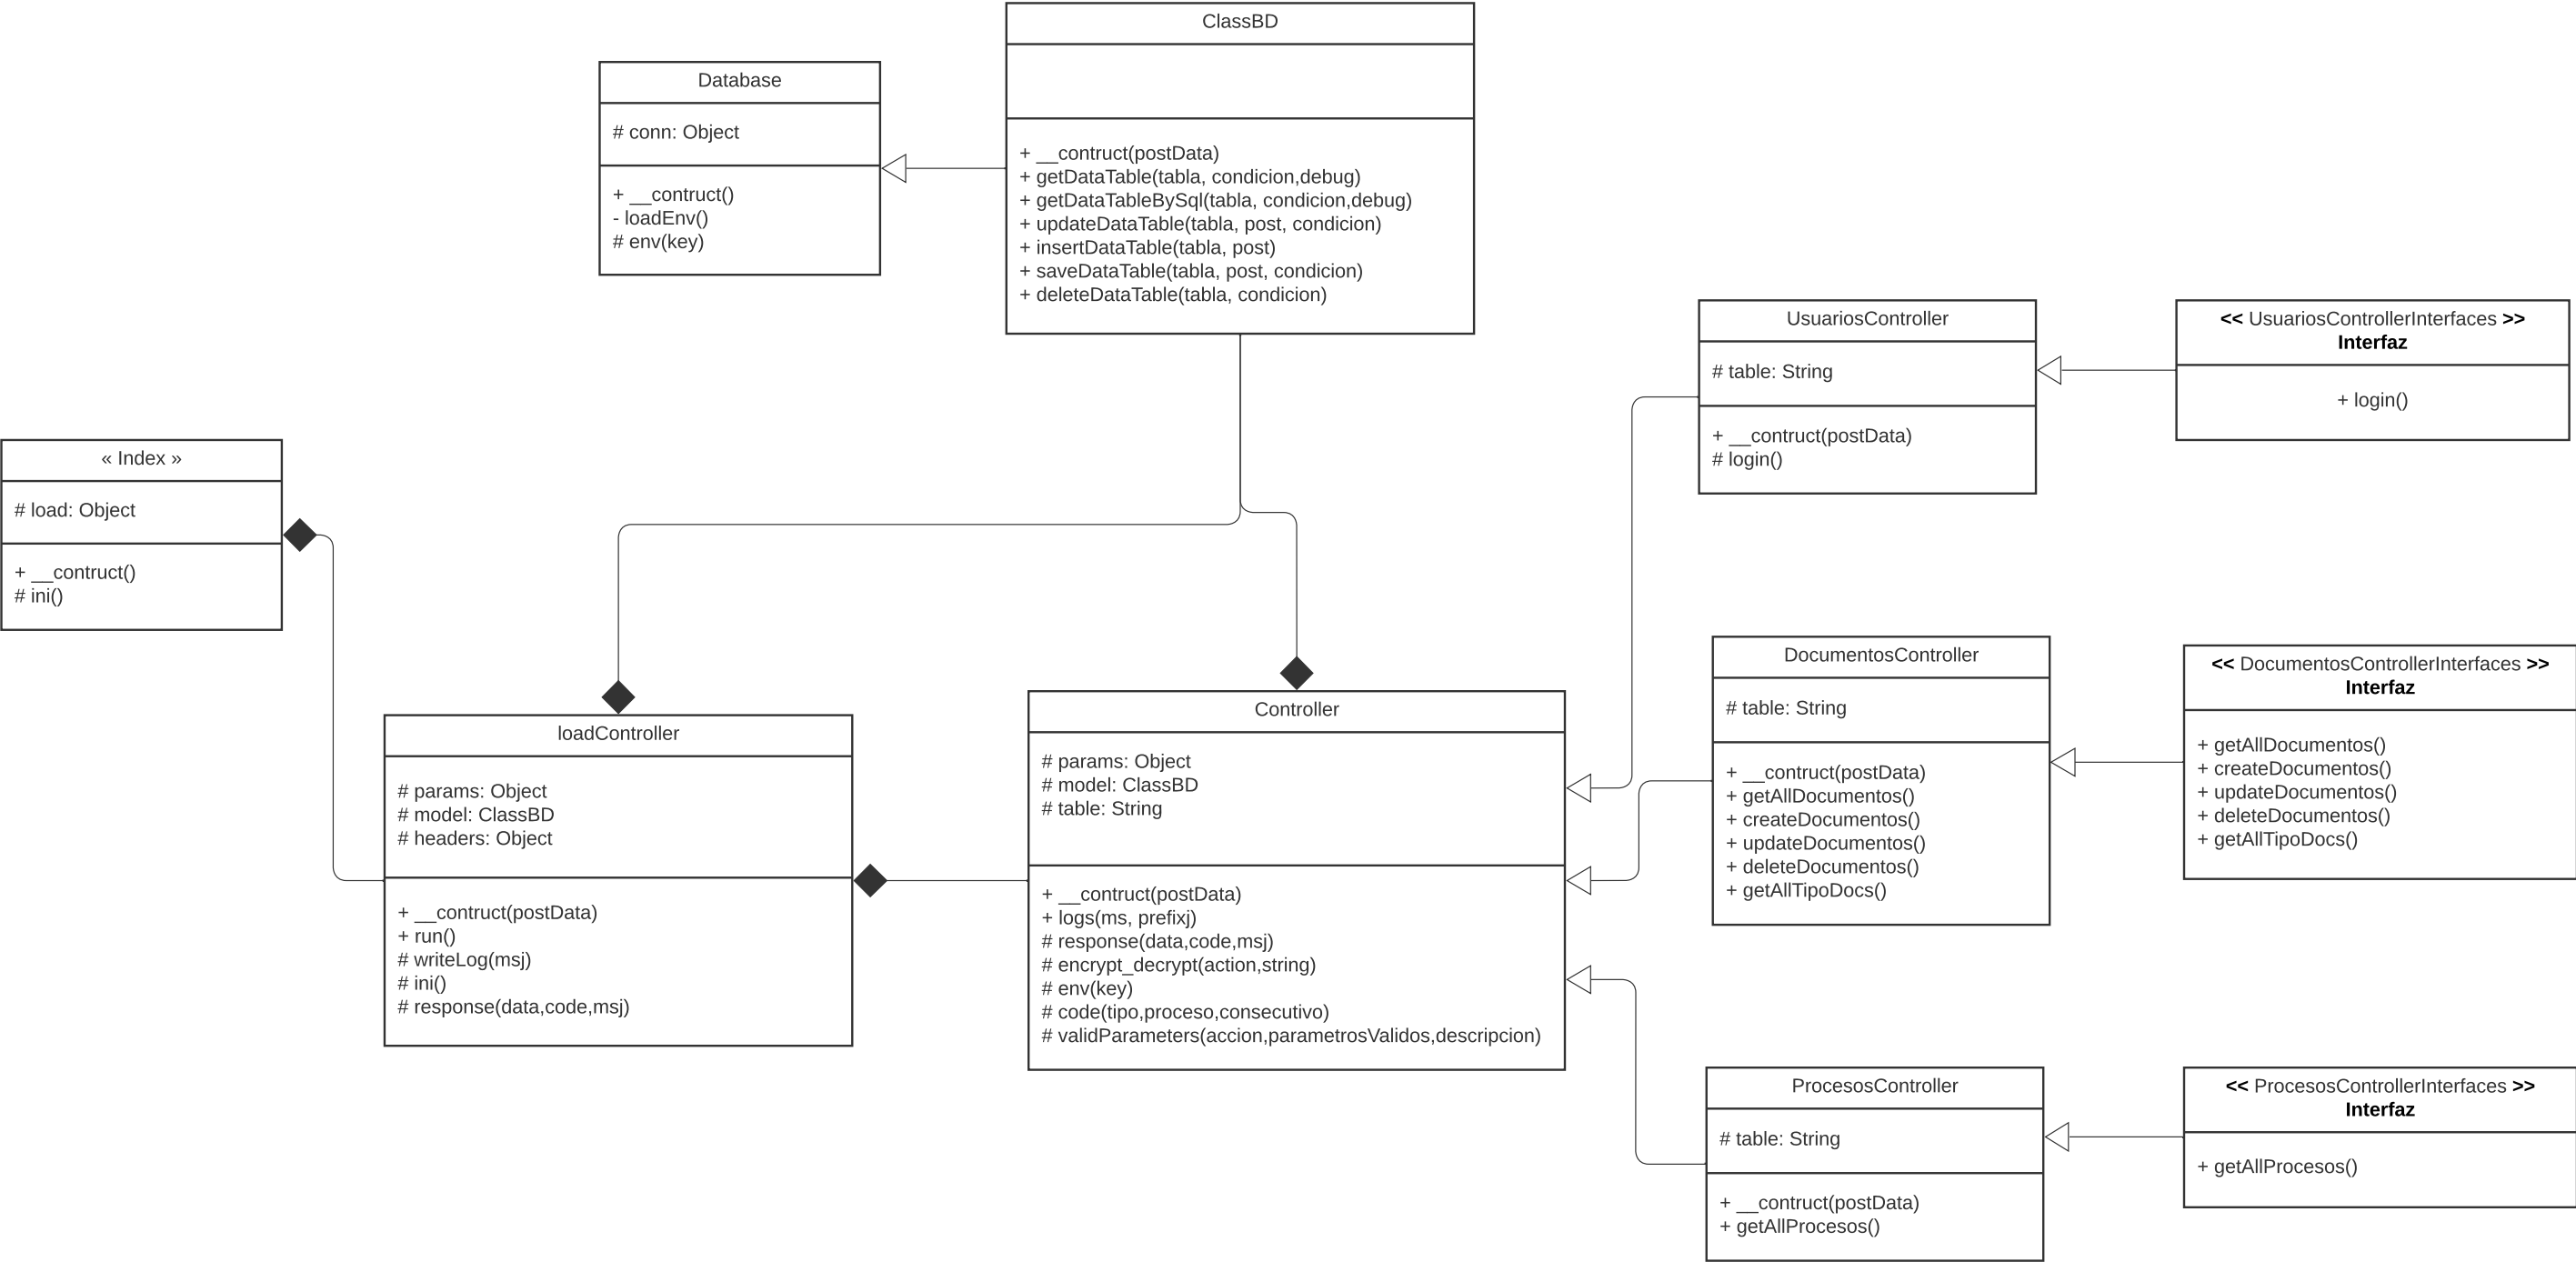 ClassBD
+ __contruct(postData)
+ getDataTable(tabla, condicion,debug)
+ getDataTableBySql(tabla, condicion,debug)
+ updateDataTable(tabla, post, condicion)
+ insertDataTable(tabla, post)
+ saveDataTable(tabla, post, condicion)
+ deleteDataTable(tabla, condicion)
Database
# conn: Object
+ __contruct()
- loadEnv()
# env(key)
UsuariosController
# table: String
+ __contruct(postData)
# login()
<< UsuariosControllerInterfaces >>
Interfaz
+ login()
« Index »
# load: Object
+ __contruct()
# ini()
loadController
# params: Object
# model: ClassBD
# headers: Object
+ __contruct(postData)
+ run()
# writeLog(msj)
# ini()
# response(data,code,msj)
Controller
# params: Object
# model: ClassBD
# table: String
+ __contruct(postData)
+ logs(ms, prefixj)
# response(data,code,msj)
# encrypt_decrypt(action,string)
# env(key)
# code(tipo,proceso,consecutivo)
# validParameters(accion,parametrosValidos,descripcion)
DocumentosController
# table: String
+ __contruct(postData)
+ getAllDocumentos()
+ createDocumentos()
+ updateDocumentos()
+ deleteDocumentos()
+ getAllTipoDocs()
<< DocumentosControllerInterfaces >>
Interfaz
+ getAllDocumentos()
+ createDocumentos()
+ updateDocumentos()
+ deleteDocumentos()
+ getAllTipoDocs()
ProcesosController
# table: String
+ __contruct(postData)
+ getAllProcesos()
<< ProcesosControllerInterfaces >>
Interfaz
+ getAllProcesos()